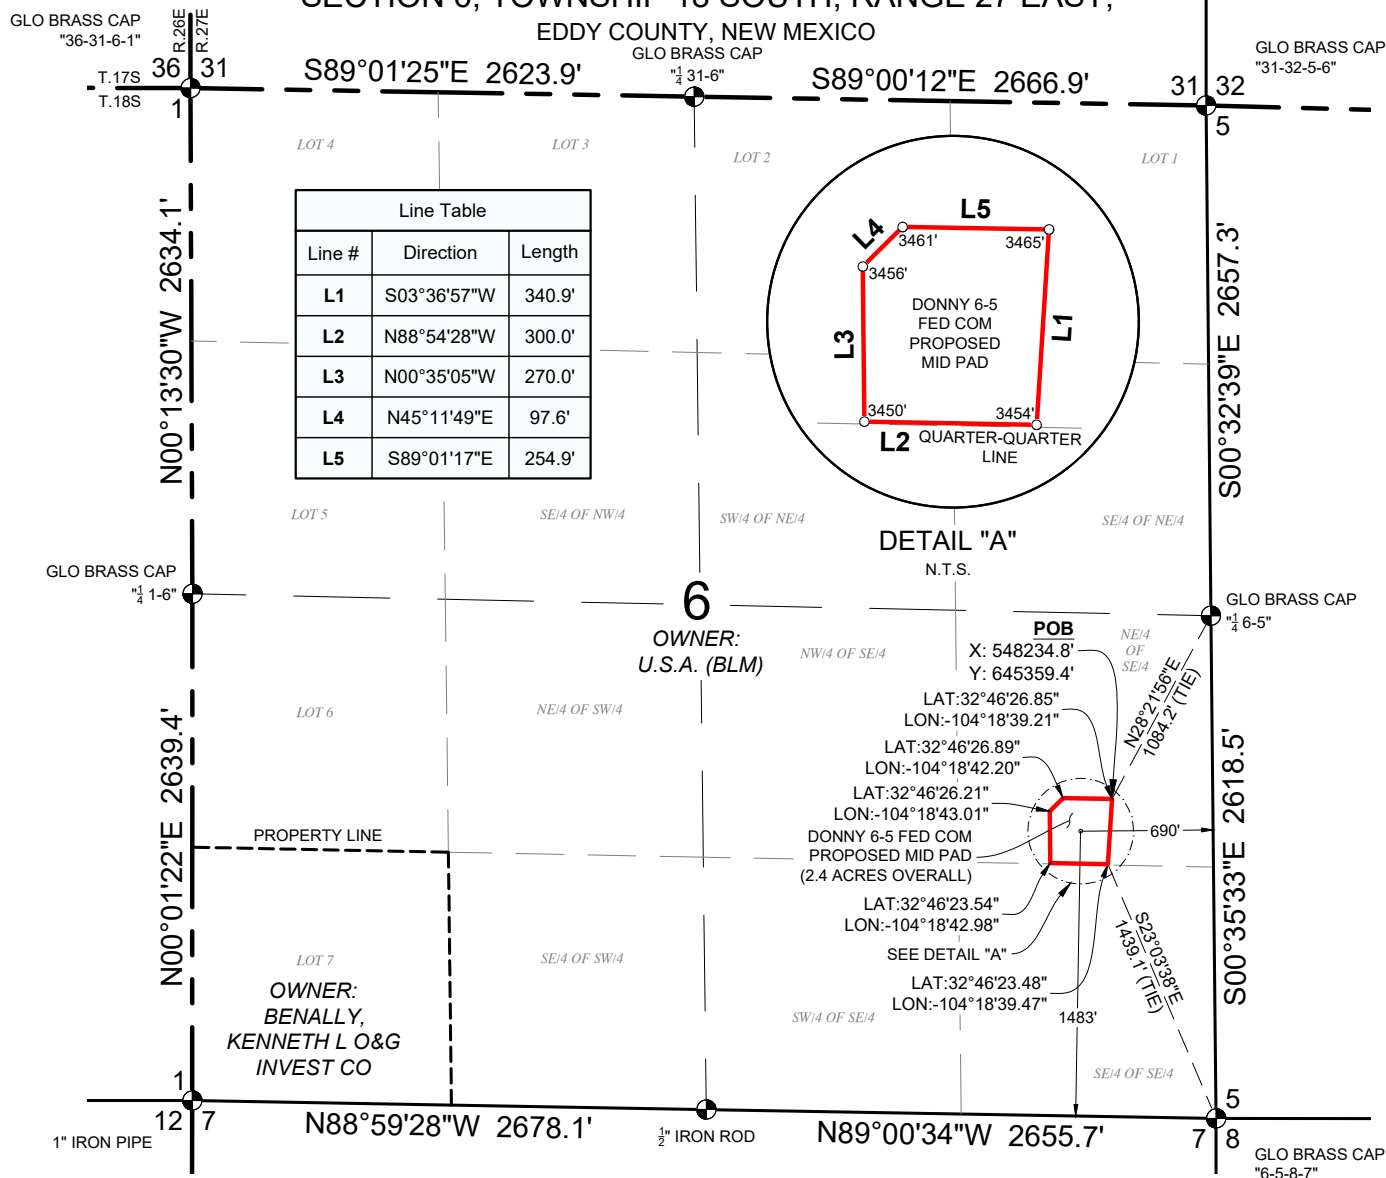 SECTION 6, TOWNSHIP 18 SOUTH, RANGE 27 EAST,
EDDY COUNTY, NEW MEXICO
GLO BRASS CAP
"36-31-6-1"
R.26E
R.27E
T.17S
T.18S
36 31
1
S89°01'25"E 2623.9'
GLO BRASS CAP
"1/4 31-6"
S89°00'12"E 2666.9'
GLO BRASS CAP
"31-32-5-6"
31 32
5
LOT 4
LOT 3
LOT 2
LOT 1
Line Table
Line # Direction Length
L1 S03°36'57"W 340.9'
L2 N88°54'28"W 300.0'
L3 N00°35'05"W 270.0'
L4 N45°11'49"E 97.6'
L5 S89°01'17"E 254.9'
N00°13'30"W 2634.1'
L5
L4
3461'
3465'
3456'
DONNY 6-5
FED COM
PROPOSED
MID PAD
L3
L1
3450'
3454'
L2
QUARTER-QUARTER
LINE
DETAIL "A"
N.T.S.
S00°32'39"E 2657.3'
LOT 5
SE/4 OF NW/4
SW/4 OF NE/4
SE/4 OF NE/4
GLO BRASS CAP
"1/4 1-6"
6
OWNER:
U.S.A. (BLM)
GLO BRASS CAP
"1/4 6-5"
POB
X: 548234.8'
Y: 645359.4'
NE/4
OF
SE/4
NW/4 OF SE/4
LAT:32°46'26.85"
LON:-104°18'39.21"
N28°21'56"E
1084.2' (TIE)
LOT 6
NE/4 OF SW/4
LAT:32°46'26.89"
LON:-104°18'42.20"
LAT:32°46'26.21"
LON:-104°18'43.01"
DONNY 6-5 FED COM
PROPOSED MID PAD
(2.4 ACRES OVERALL)
690'
N00°01'22"E 2639.4'
S00°35'33"E 2618.5'
PROPERTY LINE
LAT:32°46'23.54"
LON:-104°18'42.98"
SEE DETAIL "A"
LAT:32°46'23.48"
LON:-104°18'39.47"
S23°03'38"E
1439.1' (TIE)
LOT 7
SE/4 OF SW/4
OWNER:
BENALLY,
KENNETH L O&G
INVEST CO
SW/4 OF SE/4
1483'
SE/4 OF SE/4
1
12 7
1" IRON PIPE
N88°59'28"W 2678.1'
1/2" IRON ROD
N89°00'34"W 2655.7'
5
7 8
GLO BRASS CAP
"6-5-8-7"